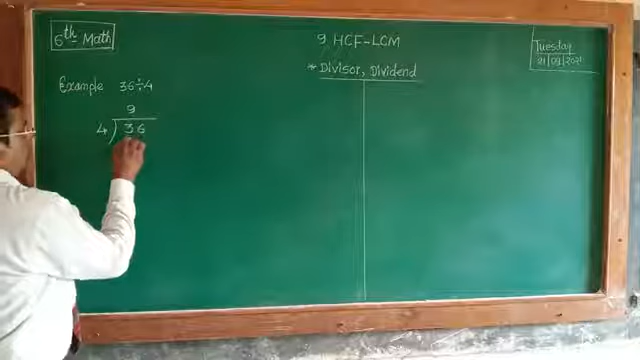 6th Math
9. HCF-LCM
* Divisor, Dividend
Tuesday
21/09/2021
Example 36÷4
9
4 ) 36